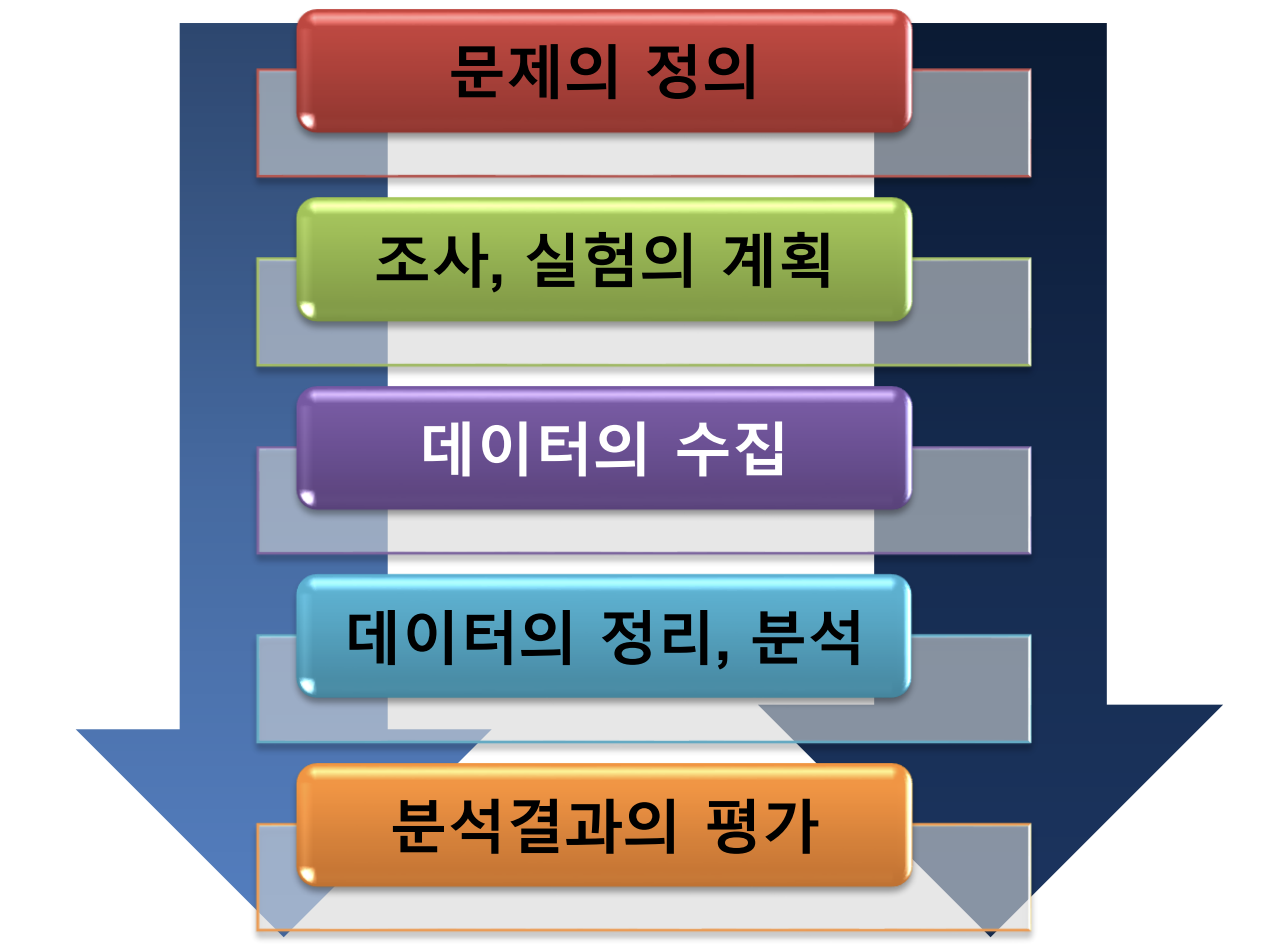 문제의 정의
조사, 실험의 계획
데이터의 수집
데이터의 정리, 분석
분석결과의 평가